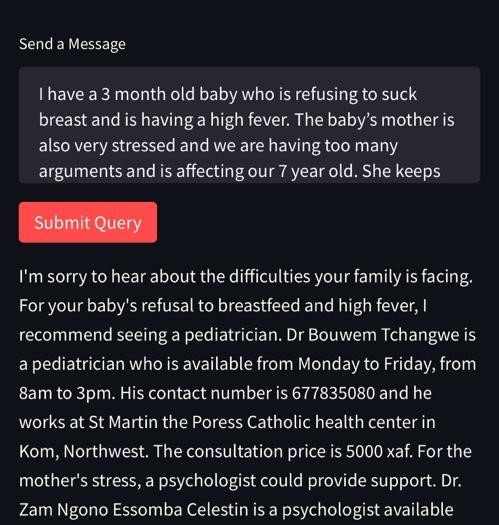 Send a Message
I have a 3 month old baby who is refusing to suck
breast and is having a high fever. The baby’s mother is
also very stressed and we are having too many
arguments and is affecting our 7 year old. She keeps
Submit Query
I'm sorry to hear about the difficulties your family is facing.
For your baby's refusal to breastfeed and high fever, I
recommend seeing a pediatrician. Dr Bouwem Tchangwe is
a pediatrician who is available from Monday to Friday, from
8am to 3pm. His contact number is 677835080 and he
works at St Martin the Poress Catholic health center in
Kom, Northwest. The consultation price is 5000 xaf. For the
mother's stress, a psychologist could provide support. Dr.
Zam Ngono Essomba Celestin is a psychologist available